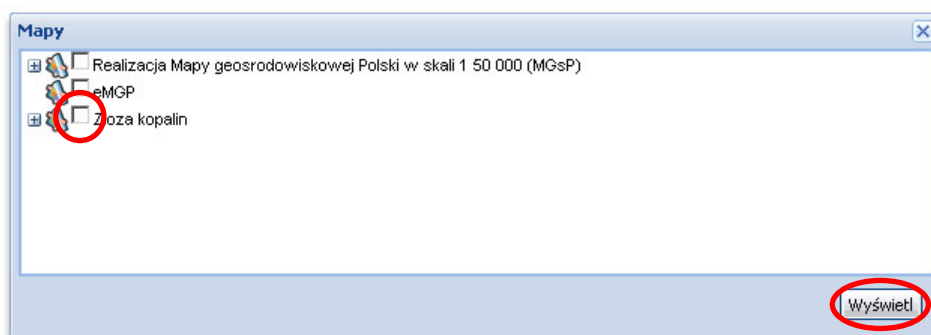 Mapy
Realizacja Mapy geosrodowiskowej Polski w skali 1 50 000 (MGsP)
eMGP
Zloza kopalin
Wyświetl